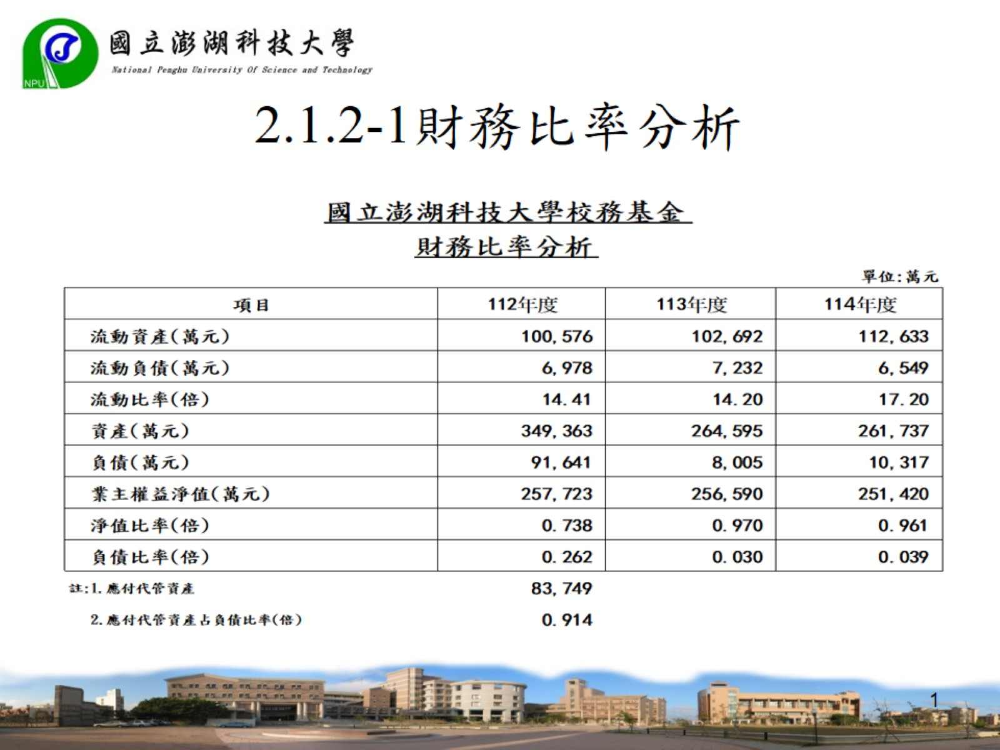 國立澎湖科技大學
National Penghu University Of Science and Technology
NPU
2.1.2-1財務比率分析
國立澎湖科技大學校務基金
財務比率分析
單位:萬元
項目 112年度 113年度 114年度
流動資產(萬元) 100,576 102,692 112,633
流動負債(萬元) 6,978 7,232 6,549
流動比率(倍) 14.41 14.20 17.20
資產(萬元) 349,363 264,595 261,737
負債(萬元) 91,641 8,005 10,317
業主權益淨值(萬元) 257,723 256,590 251,420
淨值比率(倍) 0.738 0.970 0.961
負債比率(倍) 0.262 0.030 0.039
註:1.應付代管資產 83,749
2.應付代管資產占負債比率(倍) 0.914
1